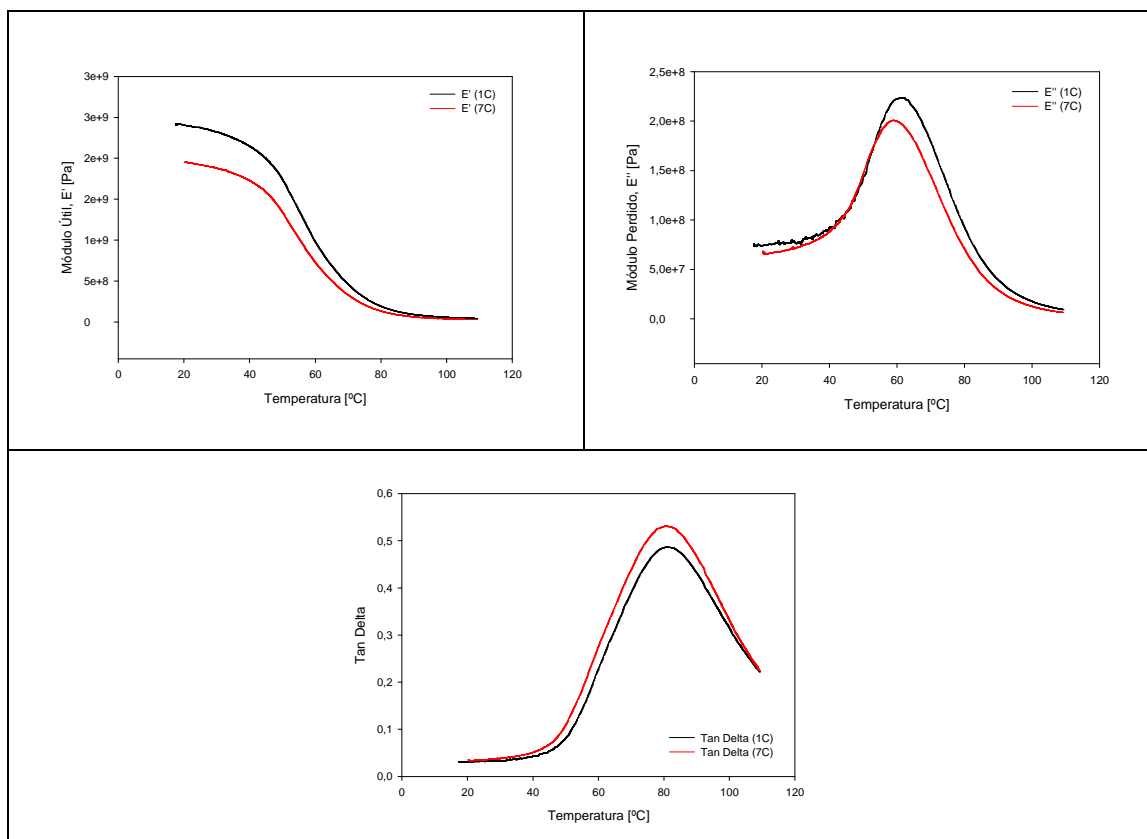 3e+9
3e+9
2e+9
2e+9
1e+9
5e+8
0
Módulo Útil, E' [Pa]
E' (1C)
E' (7C)
0 20 40 60 80 100 120
Temperatura [ºC]
2,5e+8
2,0e+8
1,5e+8
1,0e+8
5,0e+7
0,0
Módulo Perdido, E" [Pa]
E" (1C)
E" (7C)
0 20 40 60 80 100 120
Temperatura [ºC]
0,6
0,5
0,4
0,3
0,2
0,1
0,0
Tan Delta
Tan Delta (1C)
Tan Delta (7C)
0 20 40 60 80 100 120
Temperatura [ºC]